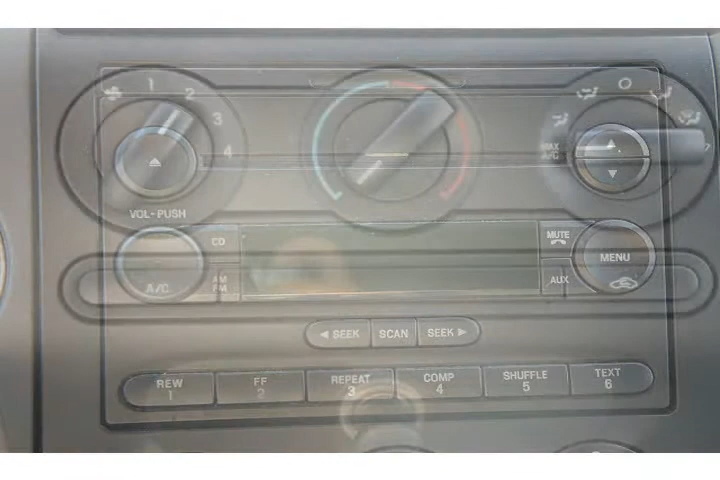 1 2
3
4
MAX
A/C
VOL-PUSH
CD MUTE
MENU
AM
FM AUX
A/C
SEEK SCAN SEEK
REW FF REPEAT COMP SHUFFLE TEXT
1 2 3 4 5 6